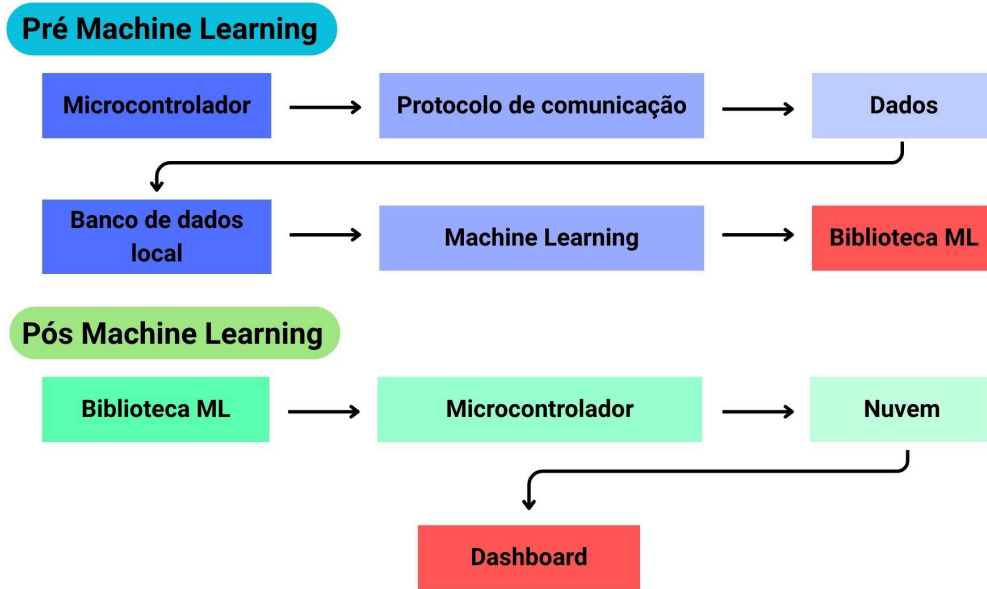 Pré Machine Learning
Microcontrolador
Protocolo de comunicação
Dados
Banco de dados
local
Machine Learning
Biblioteca ML
Pós Machine Learning
Biblioteca ML
Microcontrolador
Nuvem
Dashboard